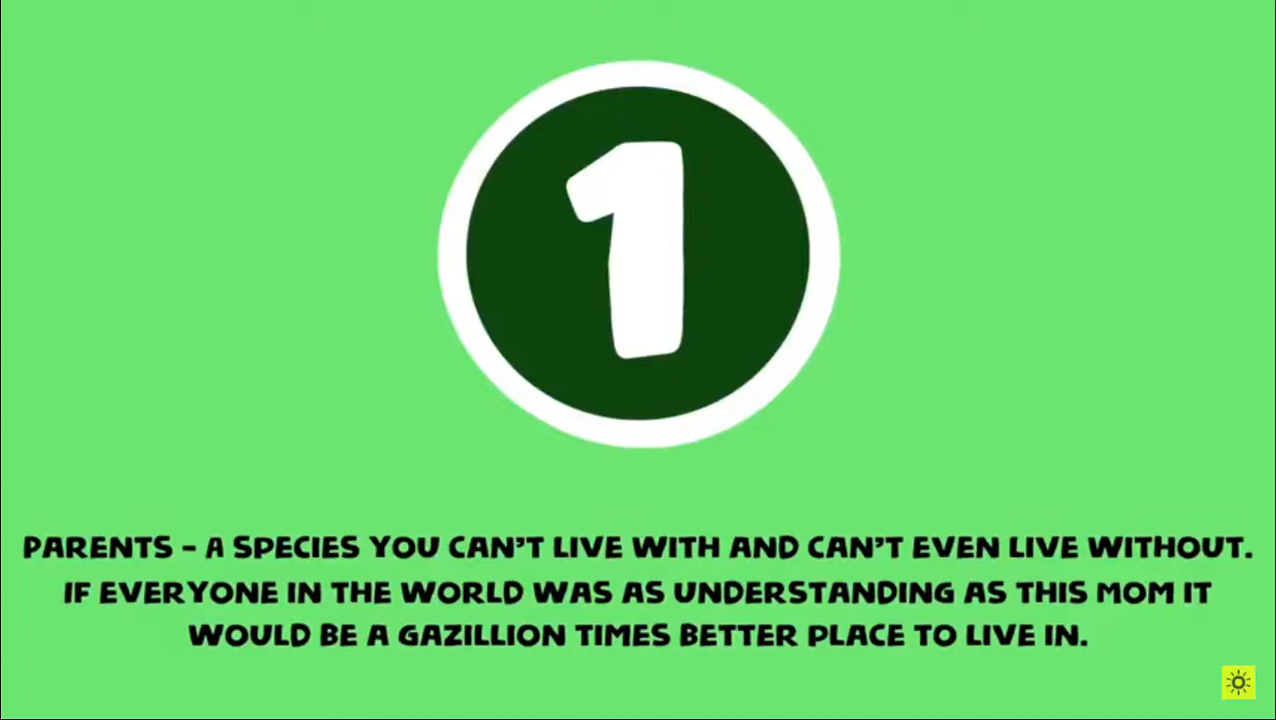 1
PARENTS – A SPECIES YOU CAN'T LIVE WITH AND CAN'T EVEN LIVE WITHOUT.
IF EVERYONE IN THE WORLD WAS AS UNDERSTANDING AS THIS MOM IT
WOULD BE A GAZILLION TIMES BETTER PLACE TO LIVE IN.